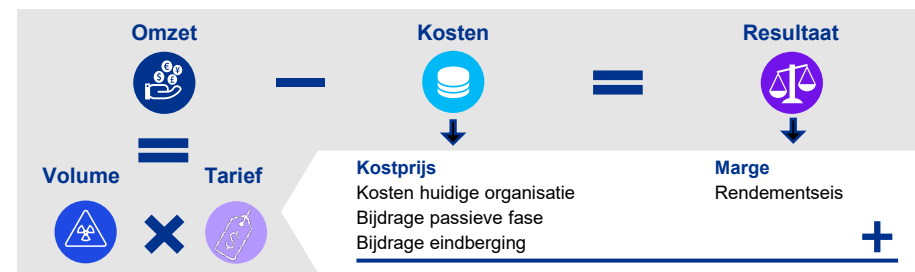 Omzet
Kosten
Resultaat
Volume
Tarief
Kostprijs
Kosten huidige organisatie
Bijdrage passieve fase
Bijdrage eindberging
Marge
Rendementseis